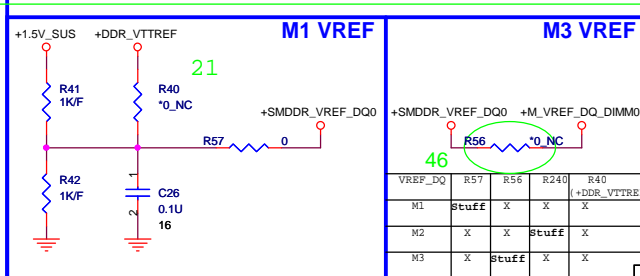 M1 VREF
+1.5V_SUS
+DDR_VTTREF
21
R41
1K/F
R40
*0_NC
+SMDDR_VREF_DQ0
R57
0
R42
1K/F
1
C26
0.1U
2
16
M3 VREF
+SMDDR_VREF_DQ0
+M_VREF_DQ_DIMM0
R56
*0_NC
46
VREF_DQ R57 R56 R240 R40
(+DDR_VTTRE
M1 Stuff X X X
M2 X X Stuff X
M3 X Stuff X X